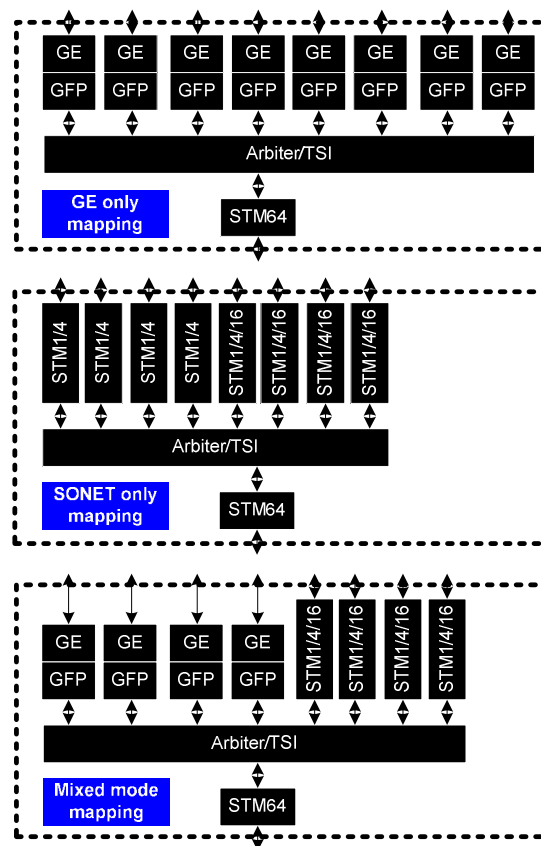 GE GE GE GE GE GE GE GE
GFP GFP GFP GFP GFP GFP GFP GFP
Arbiter/TSI
GE only
mapping
STM64
STM1/4
STM1/4
STM1/4
STM1/4
STM1/4/16
STM1/4/16
STM1/4/16
STM1/4/16
Arbiter/TSI
SONET only
mapping
STM64
GE GE GE GE
GFP GFP GFP GFP
STM1/4/16
STM1/4/16
STM1/4/16
STM1/4/16
Arbiter/TSI
Mixed mode
mapping
STM64